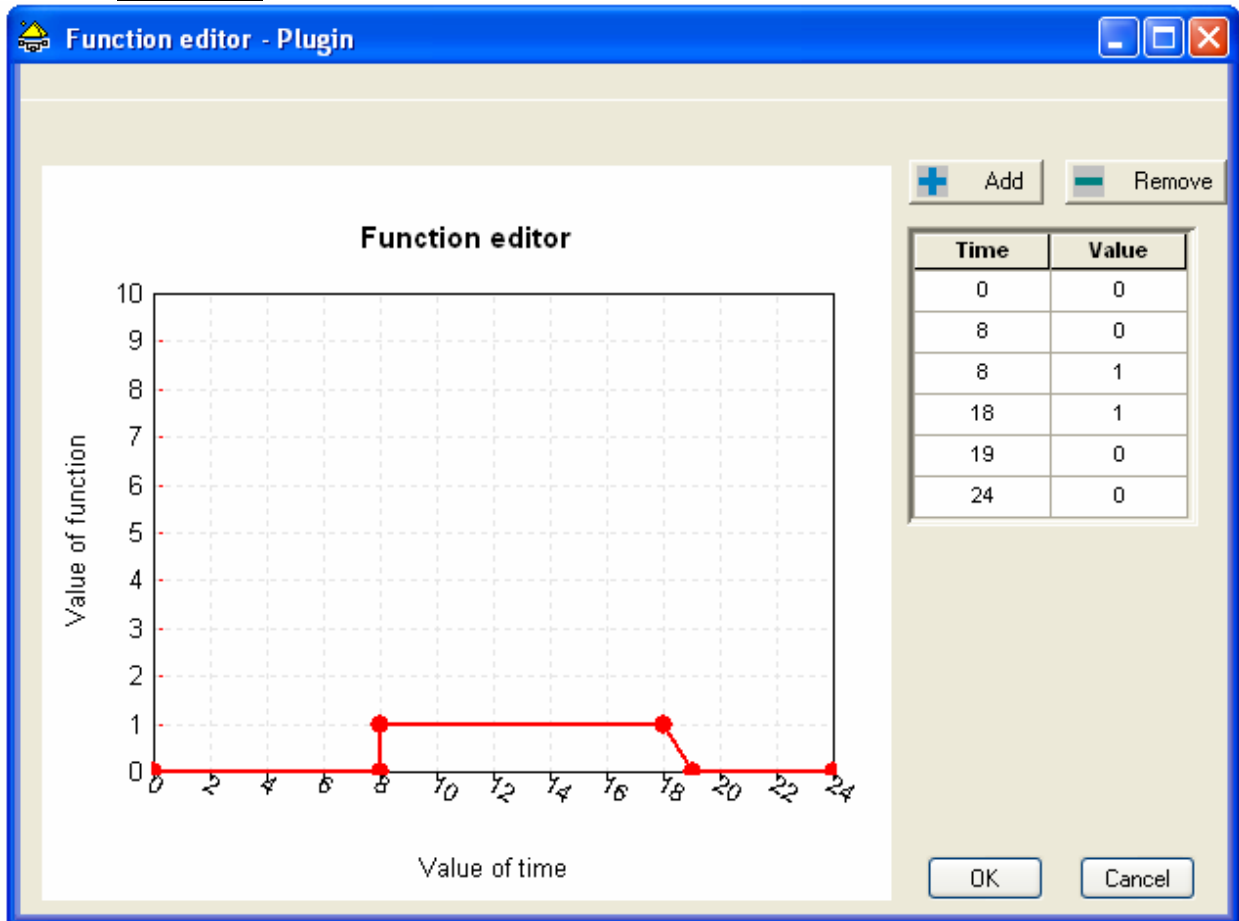 Function editor - Plugin
Add
Remove
Function editor
Time Value
0 0
8 0
8 1
18 1
19 0
24 0
10
9
8
7
6
5
4
3
2
1
0
Value of function
0 2 4 6 8 10 12 14 16 18 20 22 24
Value of time
OK
Cancel